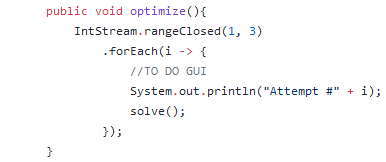 public void optimize(){
    IntStream.rangeClosed(1, 3)
        .forEach(i -> {
            //TO DO GUI
            System.out.println("Attempt #" + i);
            solve();
        });
}